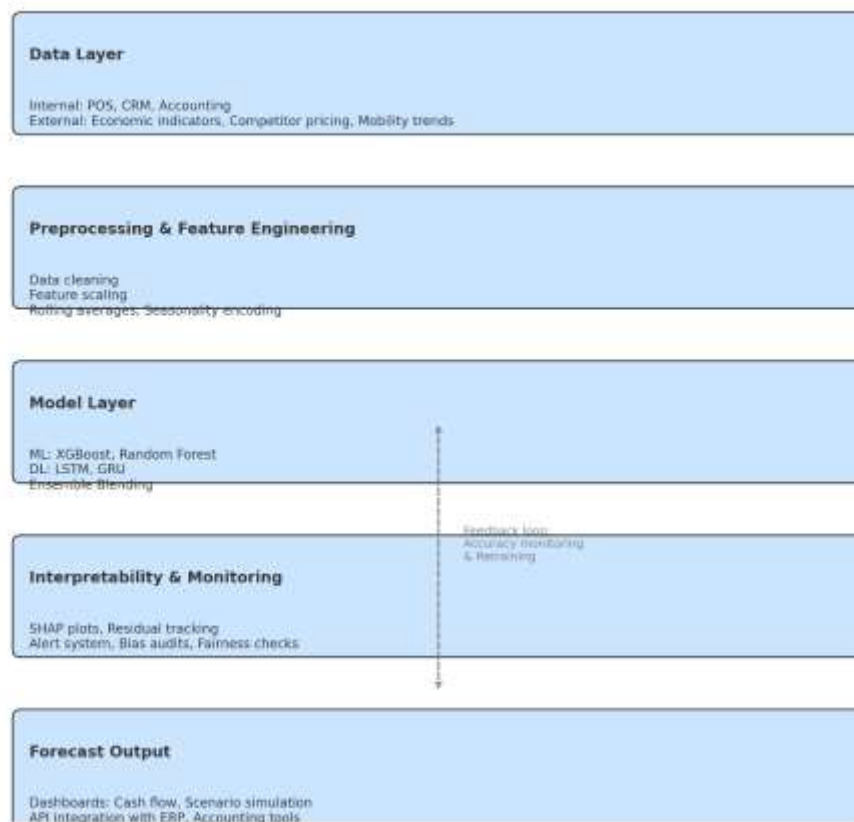 Data Layer
Internal: POS, CRM, Accounting
External: Economic indicators, Competitor pricing, Mobility trends
Preprocessing & Feature Engineering
Data cleaning
Feature scaling
Rolling averages, Seasonality encoding
Model Layer
ML: XGBoost, Random Forest
DL: LSTM, GRU
Ensemble Blending
Feedback loop:
Accuracy monitoring
& Retraining
Interpretability & Monitoring
SHAP plots, Residual tracking
Alert system, Bias audits, Fairness checks
Forecast Output
Dashboards: Cash flow, Scenario simulation
API integration with ERP, Accounting tools